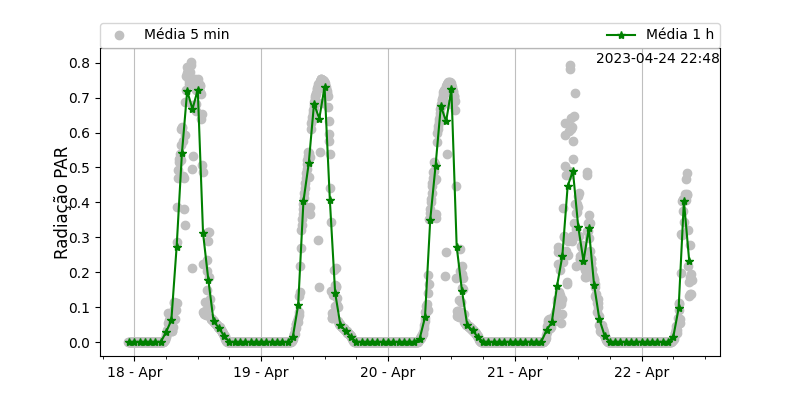 Média 5 min
Média 1 h
2023-04-24 22:48
Radiação PAR
0.8
0.7
0.6
0.5
0.4
0.3
0.2
0.1
0.0
18 - Apr
19 - Apr
20 - Apr
21 - Apr
22 - Apr